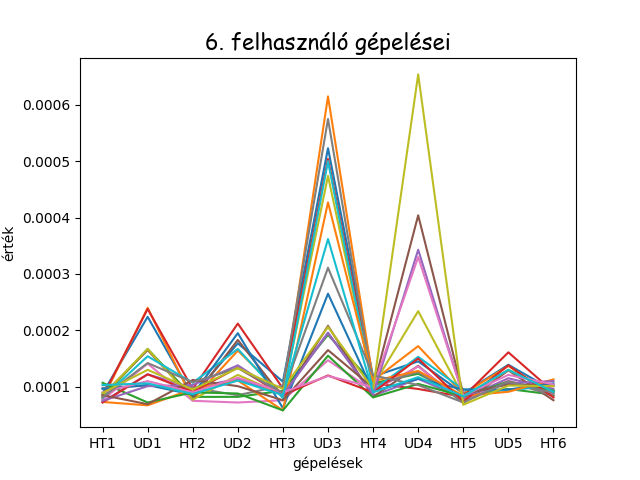 6. felhasználó gépelései
0.0006
0.0005
0.0004
0.0003
0.0002
0.0001
érték
HT1 UD1 HT2 UD2 HT3 UD3 HT4 UD4 HT5 UD5 HT6
gépelések